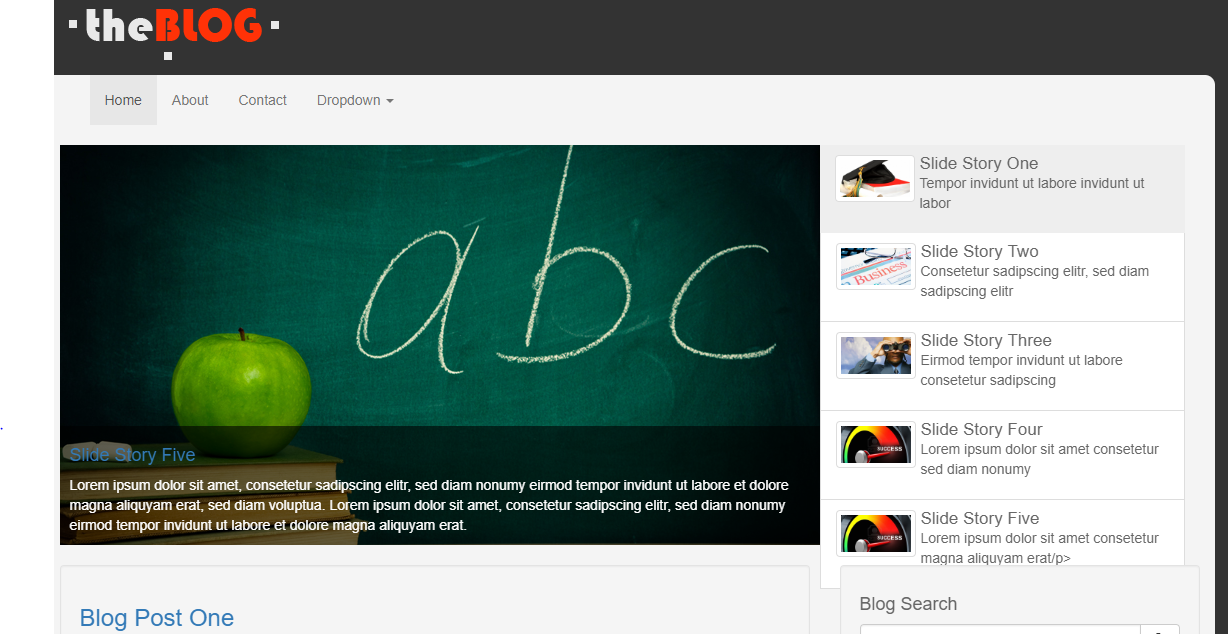 theBLOG
Home About Contact Dropdown
abc
Slide Story Five
Lorem ipsum dolor sit amet, consetetur sadipscing elitr, sed diam nonumy eirmod tempor invidunt ut labore et dolore
magna aliquyam erat, sed diam voluptua. Lorem ipsum dolor sit amet, consetetur sadipscing elitr, sed diam nonumy
eirmod tempor invidunt ut labore et dolore magna aliquyam erat.
Slide Story One
Tempor invidunt ut labore invidunt ut
labor
Business
Slide Story Two
Consetetur sadipscing elitr, sed diam
sadipscing elitr
Slide Story Three
Eirmod tempor invidunt ut labore
consetetur sadipscing
SUCCESS
Slide Story Four
Lorem ipsum dolor sit amet consetetur
sed diam nonumy
SUCCESS
Slide Story Five
Lorem ipsum dolor sit amet consetetur
magna aliquyam erat/p>
Blog Post One
Blog Search